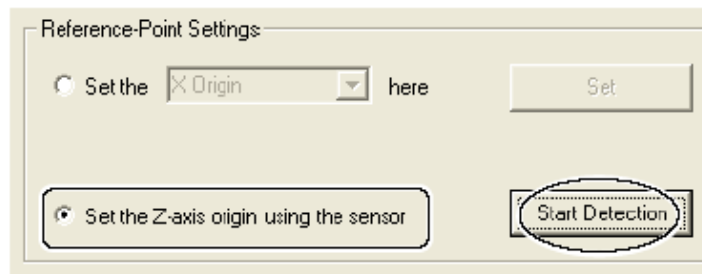 Reference-Point Settings
Set the X Origin here Set
Set the Z-axis origin using the sensor Start Detection